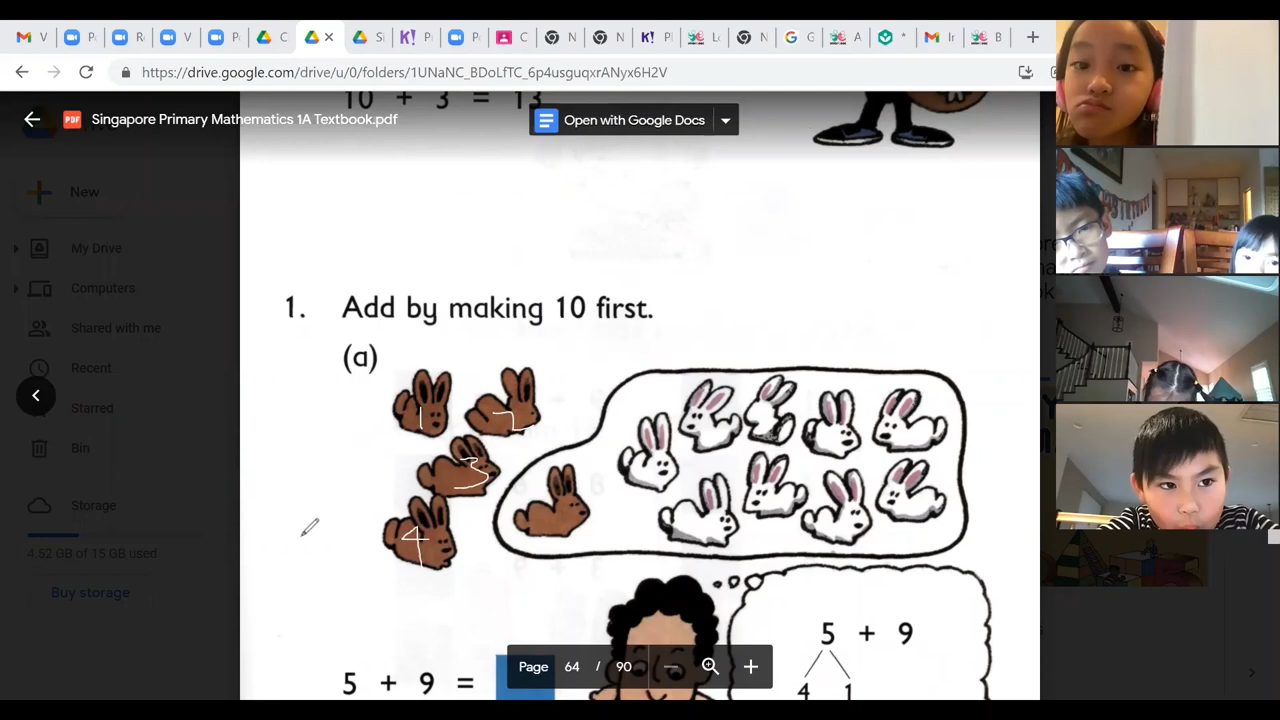 V
P
R
V
P
C
S
P
P
C
N
N
P
L
N
G
A
*
Ir
B
https://drive.google.com/drive/u/0/folders/1UNaNC_BDoLfTC_6p4usguqxrANyx6H2V
10 + 3 = 13
PDF
Singapore Primary Mathematics 1A Textbook.pdf
Open with Google Docs
New
My Drive
Computers
Shared with me
Recent
Starred
Bin
Storage
4.52 GB of 15 GB used
Buy storage
1. Add by making 10 first.
(a)
1
2
3
4
5 + 9
4 1
5 + 9 =
Page 64 / 90